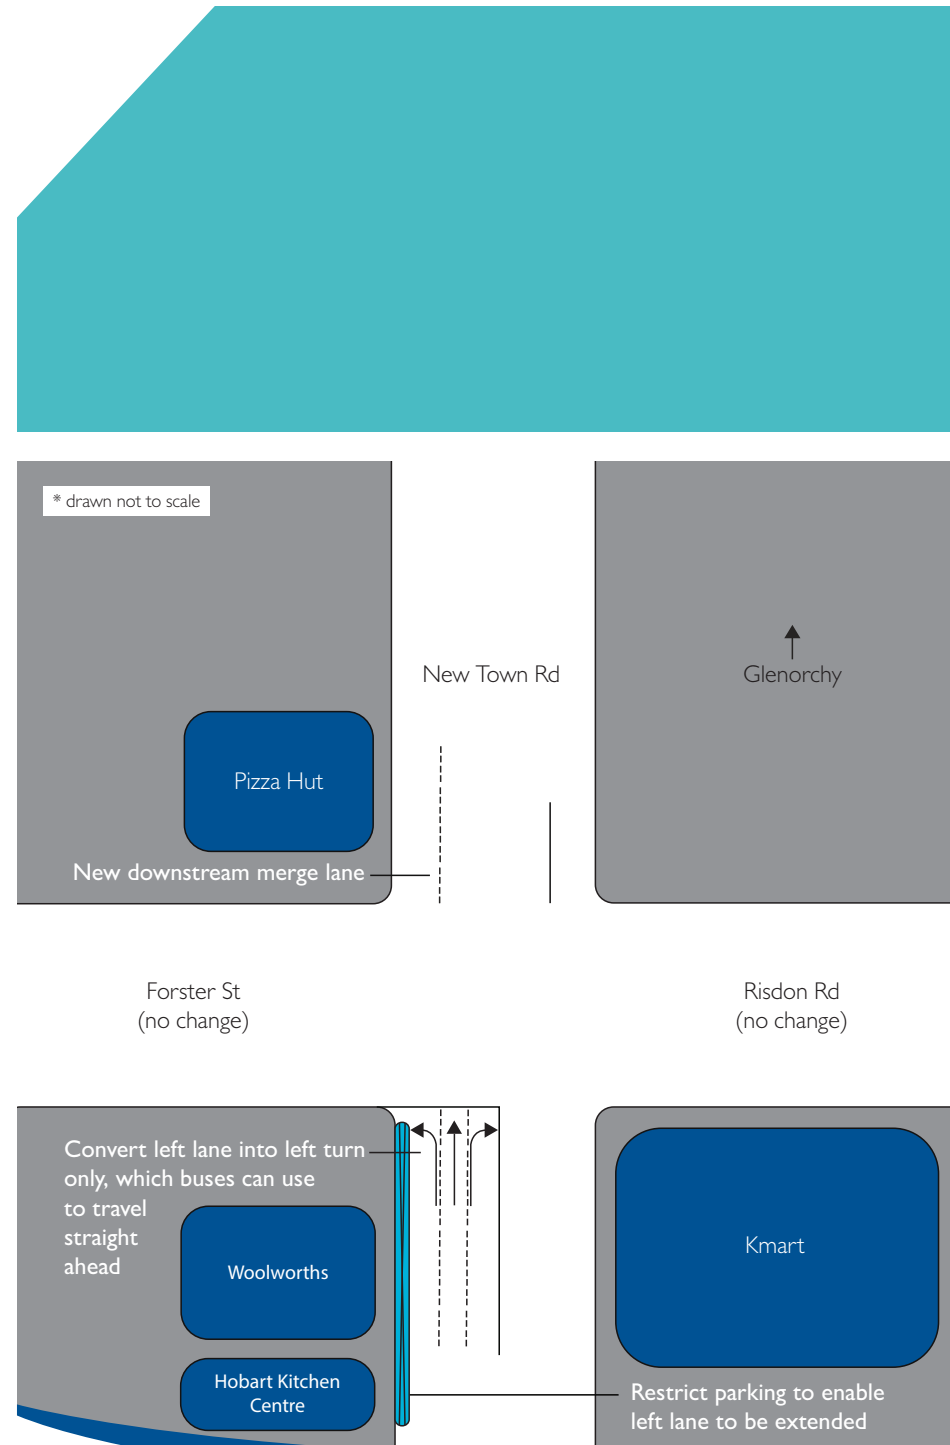 * drawn not to scale
New Town Rd
Glenorchy
Pizza Hut
New downstream merge lane
Forster St
(no change)
Risdon Rd
(no change)
Convert left lane into left turn
only, which buses can use
to travel
straight
ahead
Woolworths
Kmart
Hobart Kitchen
Centre
Restrict parking to enable
left lane to be extended